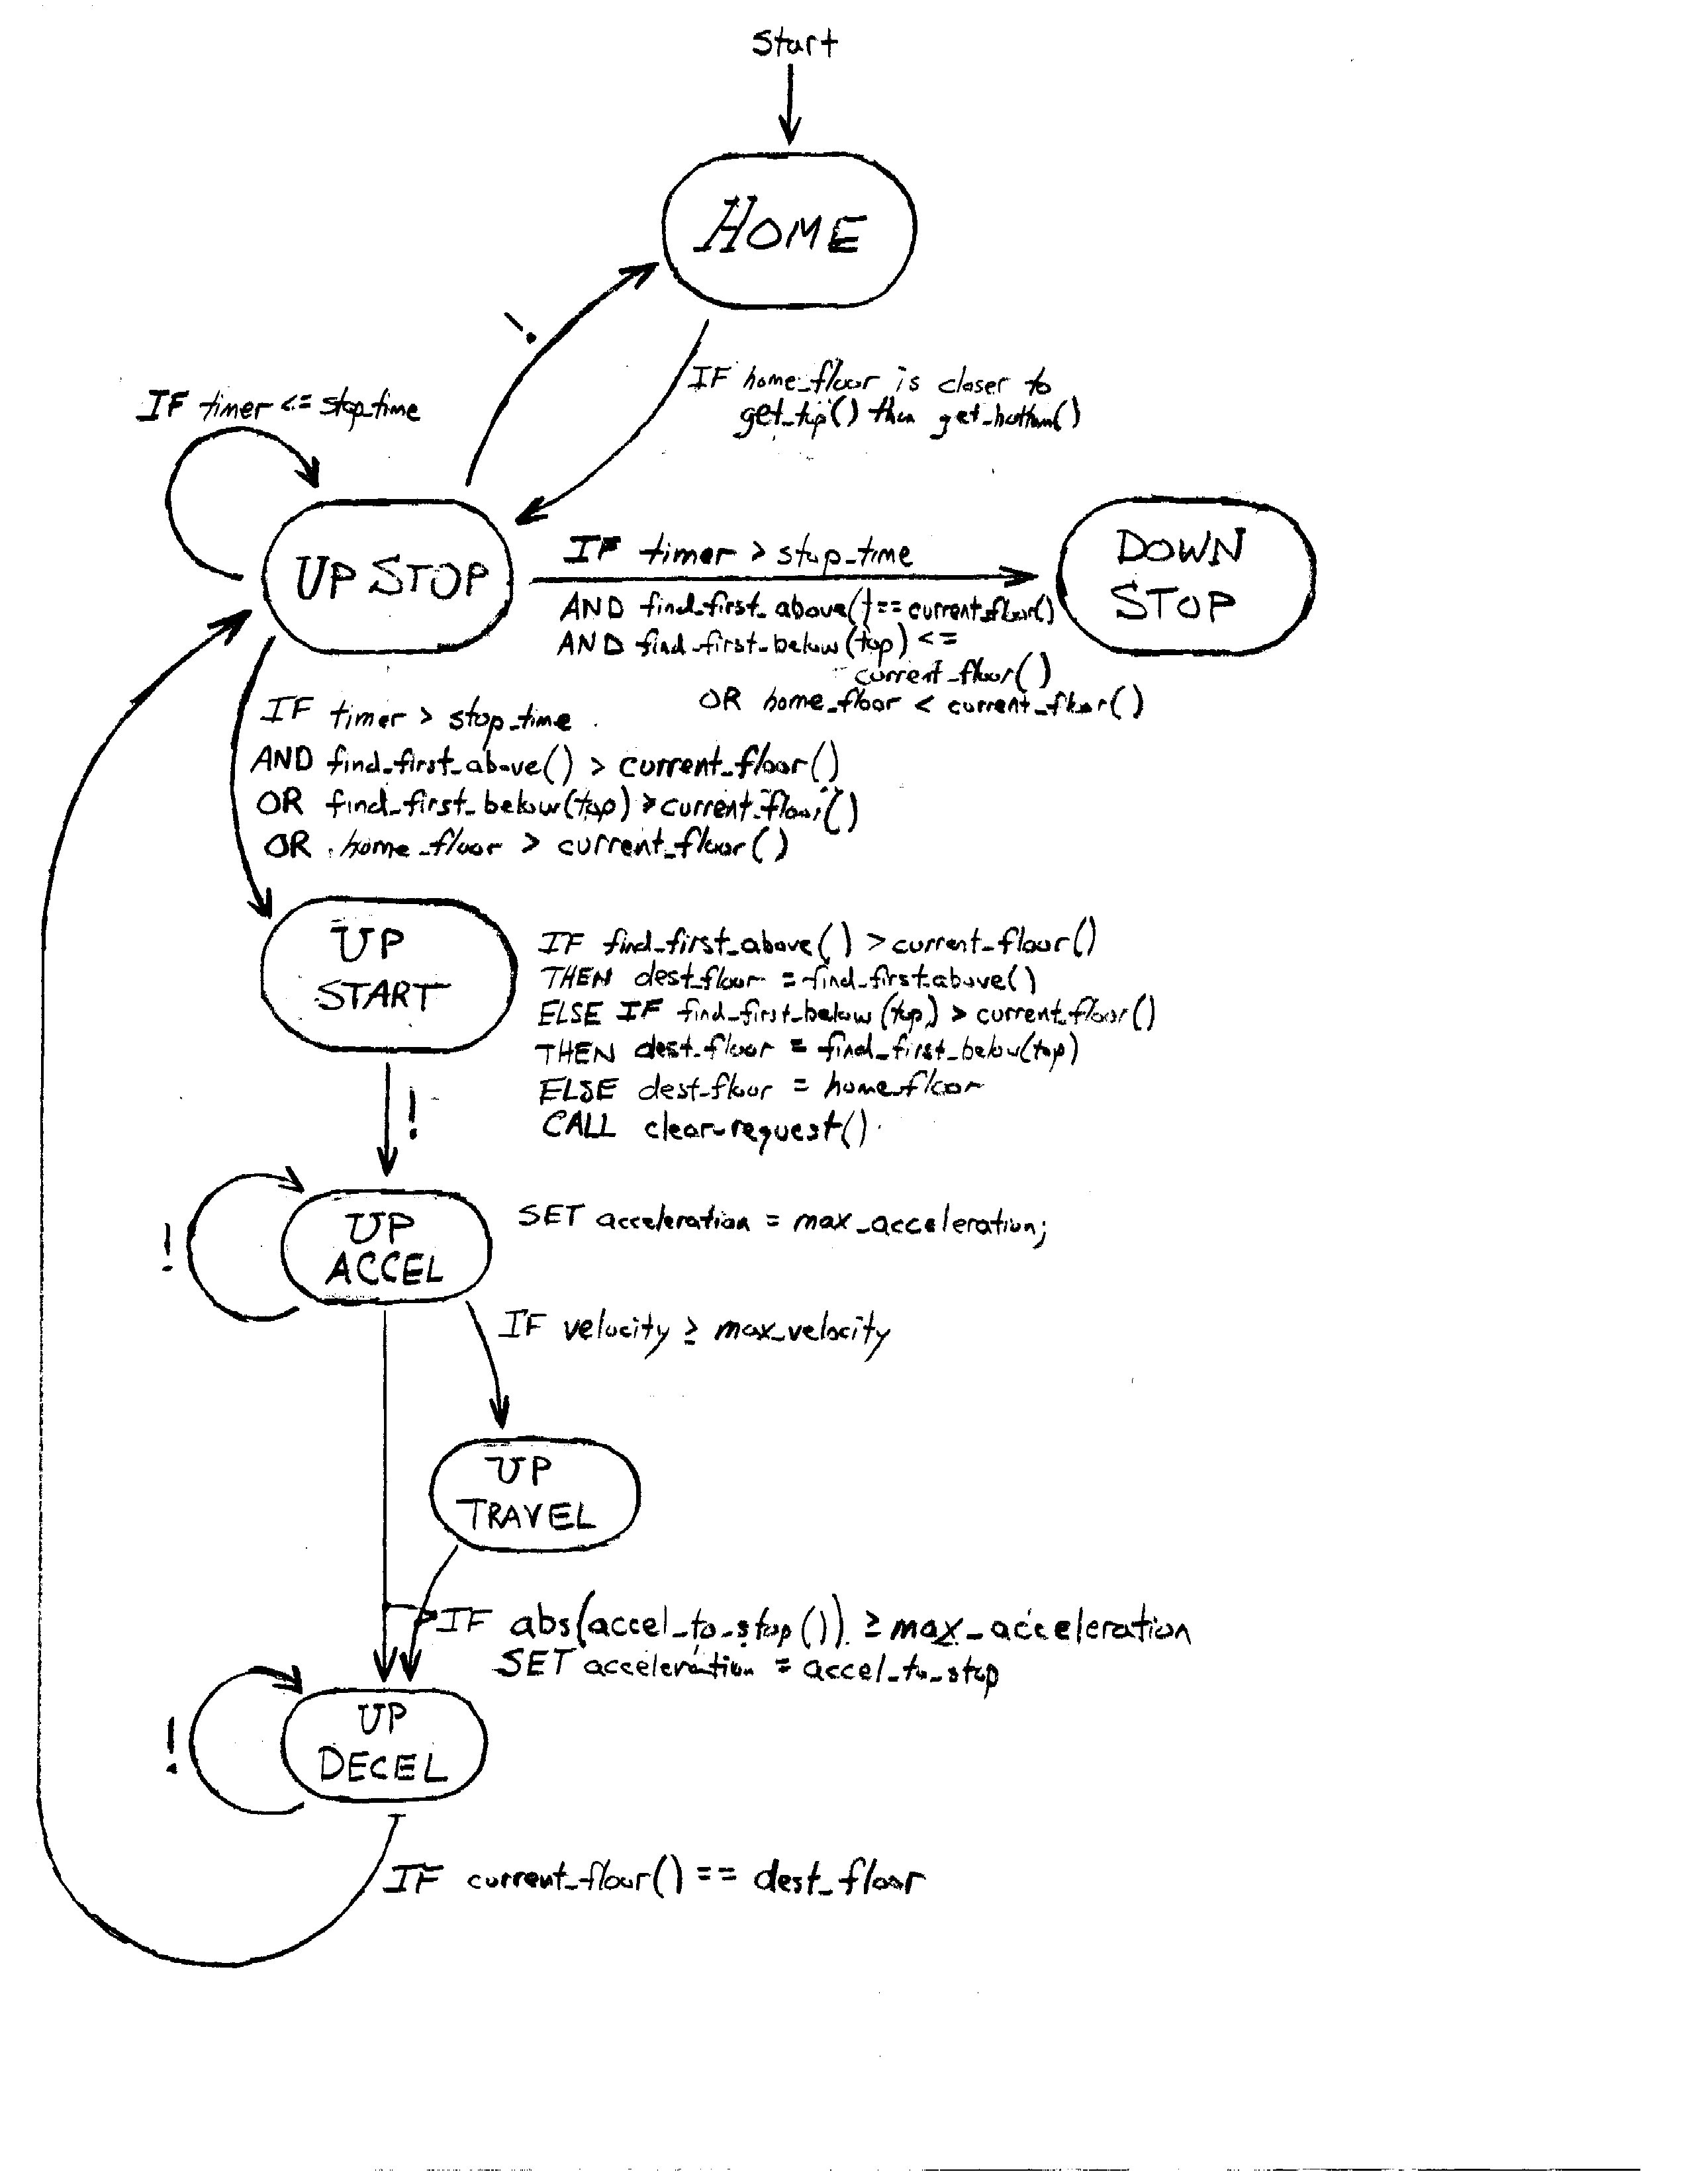 Start
HOME
!
IF home_floor is closer to
get_top() then get_bottom()
IF timer <= stop_time
UP STOP
IF timer > stop_time
AND find_first_above() == current_floor()
AND find_first_below(top) <=
current_floor()
OR home_floor < current_floor()
DOWN
STOP
IF timer > stop_time
AND find_first_above() > current_floor()
OR find_first_below(top) > current_floor()
OR home_floor > current_floor()
UP
START
IF find_first_above() > current_floor()
THEN dest_floor = find_first_above()
ELSE IF find_first_below(top) > current_floor()
THEN dest_floor = find_first_below(top)
ELSE dest_floor = home_floor
CALL clear_request()
!
!
UP
ACCEL
SET acceleration = max_acceleration;
IF velocity ≥ max_velocity
UP
TRAVEL
IF abs(accel_to_stop()) ≥ max_acceleration
SET acceleration = accel_to_stop
!
UP
DECEL
IF current_floor() == dest_floor